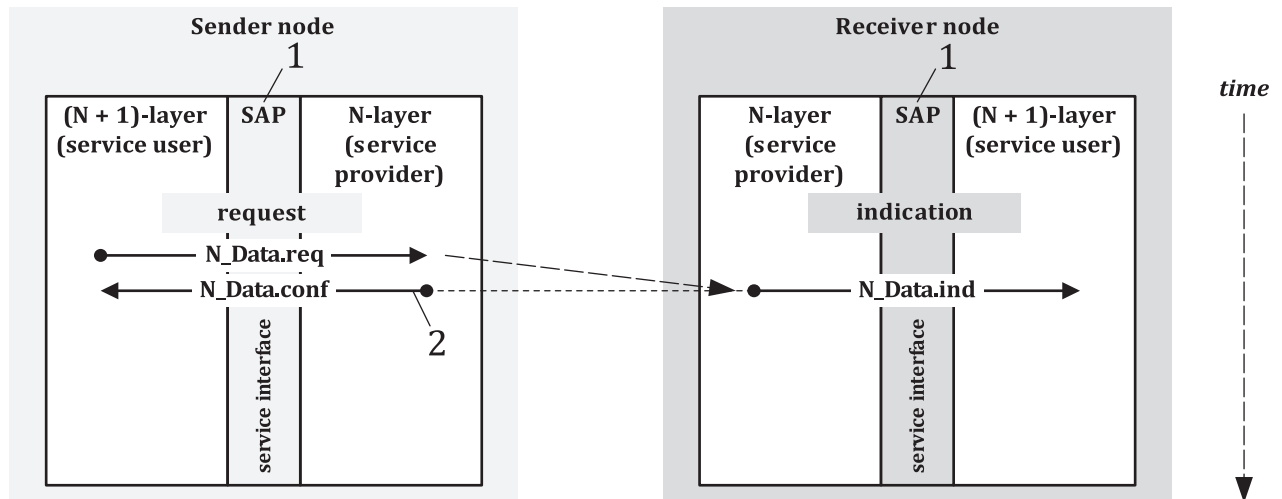 Sender node
1
(N + 1)-layer
(service user)
SAP
N-layer
(service
provider)
request
N_Data.req
N_Data.conf
2
service interface
Receiver node
1
N-layer
(service
provider)
SAP
(N + 1)-layer
(service user)
indication
N_Data.ind
service interface
time